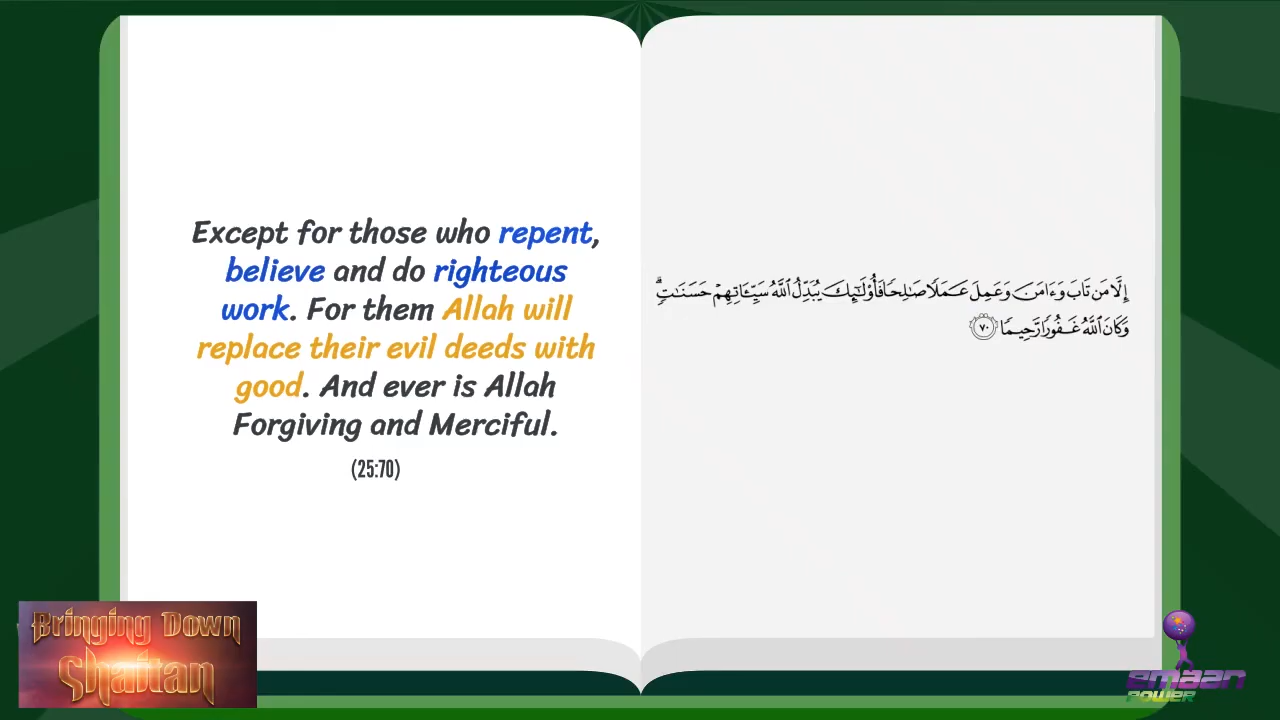 Except for those who repent,
believe and do righteous
work. For them Allah will
replace their evil deeds with
good. And ever is Allah
Forgiving and Merciful.
(25:70)
إِلَّا مَن تَابَ وَءَامَنَ وَعَمِلَ عَمَلًا صَٰلِحًا فَأُو۟لَٰٓئِكَ يُبَدِّلُ ٱللَّهُ سَيِّـَٔاتِهِمْ حَسَنَٰتٍ ۗ
وَكَانَ ٱللَّهُ غَفُورًا رَّحِيمًا ٧٠
Bringing Down
Shaitan
emaan
POWER